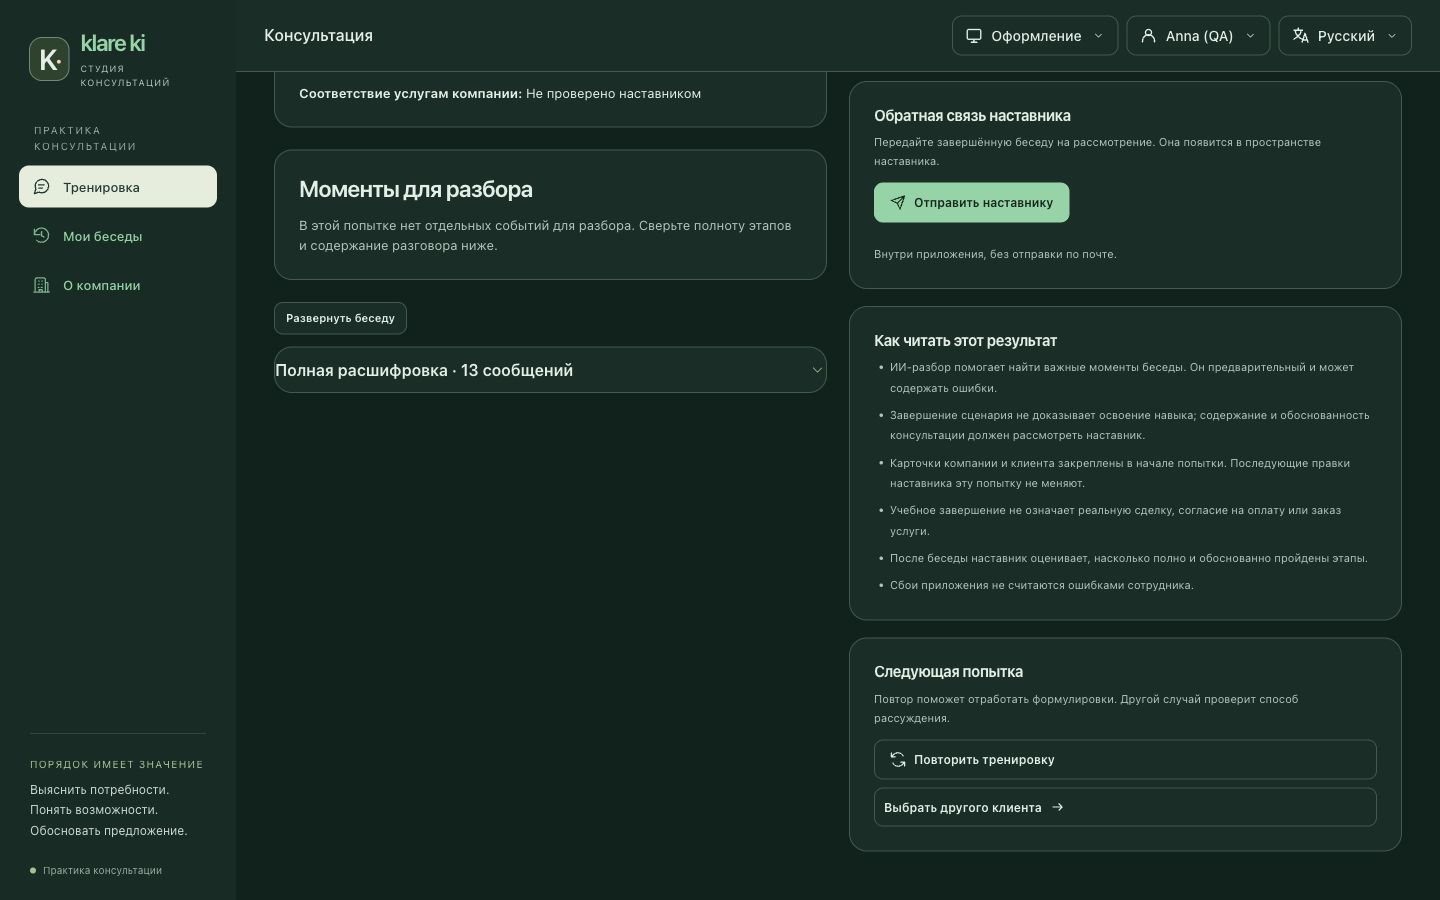 K.
klare ki
СТУДИЯ
КОНСУЛЬТАЦИЙ
ПРАКТИКА
КОНСУЛЬТАЦИИ
Тренировка
Мои беседы
О компании
ПОРЯДОК ИМЕЕТ ЗНАЧЕНИЕ
Выяснить потребности.
Понять возможности.
Обосновать предложение.
Практика консультации
Консультация
Оформление
Anna (QA)
Русский
Соответствие услугам компании: Не проверено наставником
Моменты для разбора
В этой попытке нет отдельных событий для разбора. Сверьте полноту этапов
и содержание разговора ниже.
Развернуть беседу
Полная расшифровка · 13 сообщений
Обратная связь наставника
Передайте завершённую беседу на рассмотрение. Она появится в пространстве
наставника.
Отправить наставнику
Внутри приложения, без отправки по почте.
Как читать этот результат
• ИИ-разбор помогает найти важные моменты беседы. Он предварительный и может
содержать ошибки.
• Завершение сценария не доказывает освоение навыка; содержание и обоснованность
консультации должен рассмотреть наставник.
• Карточки компании и клиента закреплены в начале попытки. Последующие правки
наставника эту попытку не меняют.
• Учебное завершение не означает реальную сделку, согласие на оплату или заказ
услуги.
• После беседы наставник оценивает, насколько полно и обоснованно пройдены этапы.
• Сбои приложения не считаются ошибками сотрудника.
Следующая попытка
Повтор поможет отработать формулировки. Другой случай проверит способ
рассуждения.
Повторить тренировку
Выбрать другого клиента →